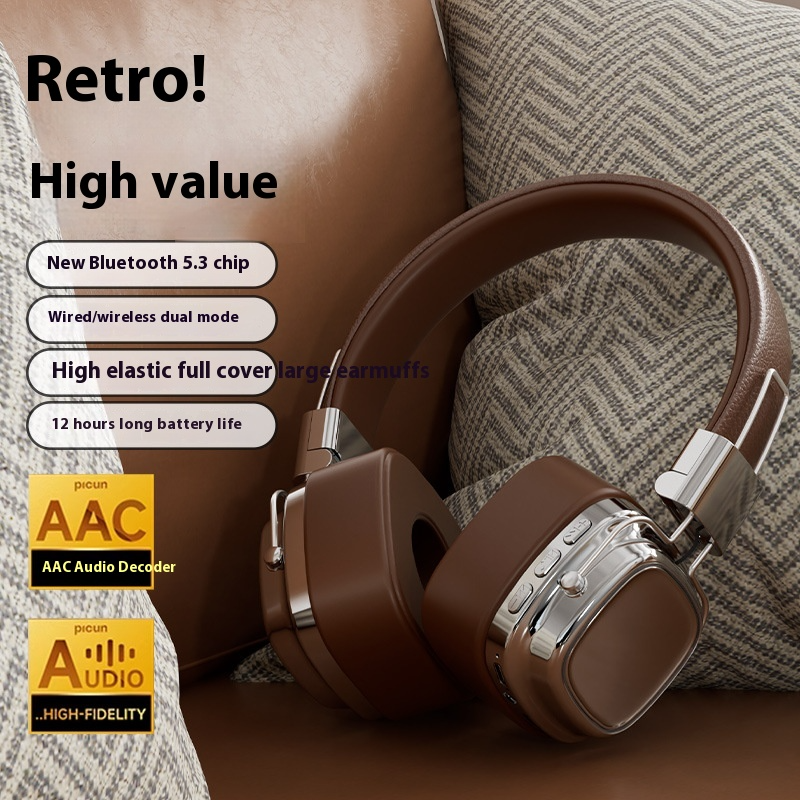 Retro!
High value
New Bluetooth 5.3 chip
Wired/wireless dual mode
High elastic full cover large earmuffs
12 hours long battery life
picun
AAC
AAC Audio Decoder
picun
AUDIO
..HIGH-FIDELITY